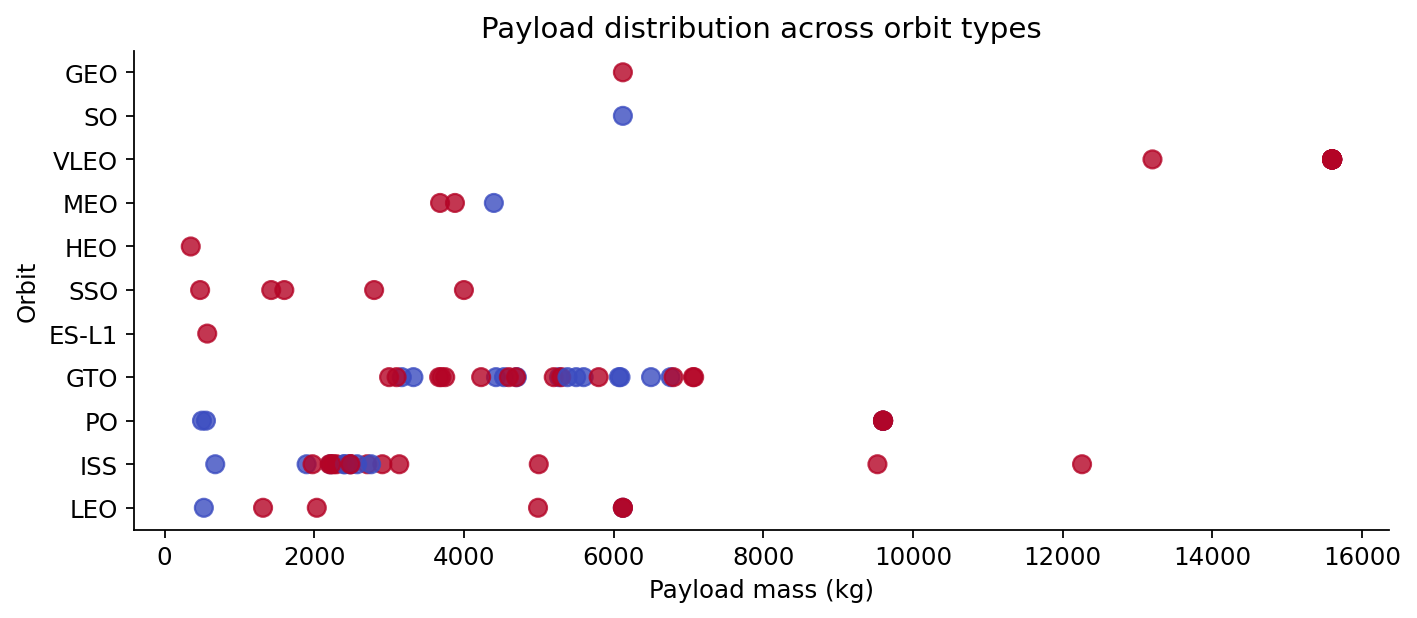 Payload distribution across orbit types
Orbit
GEO
SO
VLEO
MEO
HEO
SSO
ES-L1
GTO
PO
ISS
LEO
0 2000 4000 6000 8000 10000 12000 14000 16000
Payload mass (kg)